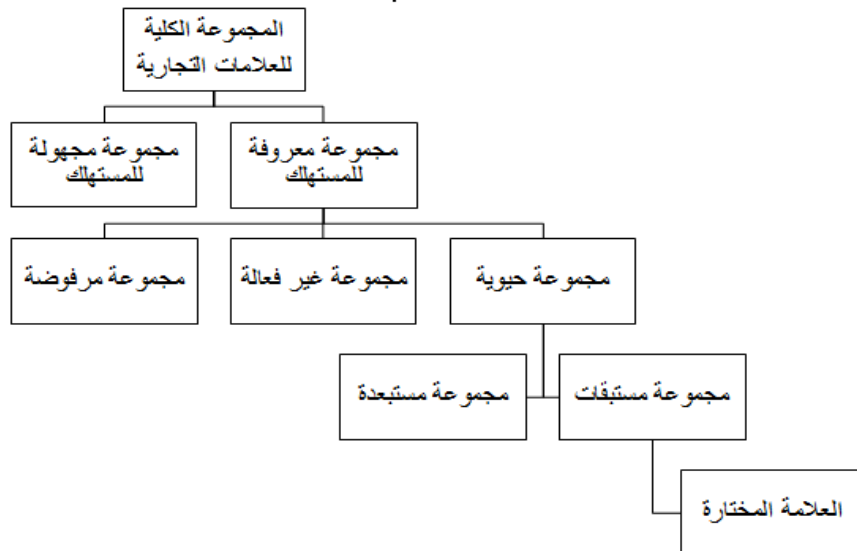 المجموعة الكلية
للعلامات التجارية
مجموعة معروفة
للمستهلك
مجموعة مجهولة
للمستهلك
مجموعة حيوية
مجموعة غير فعالة
مجموعة مرفوضة
مجموعة مستبقات
مجموعة مستبعدة
العلامة المختارة